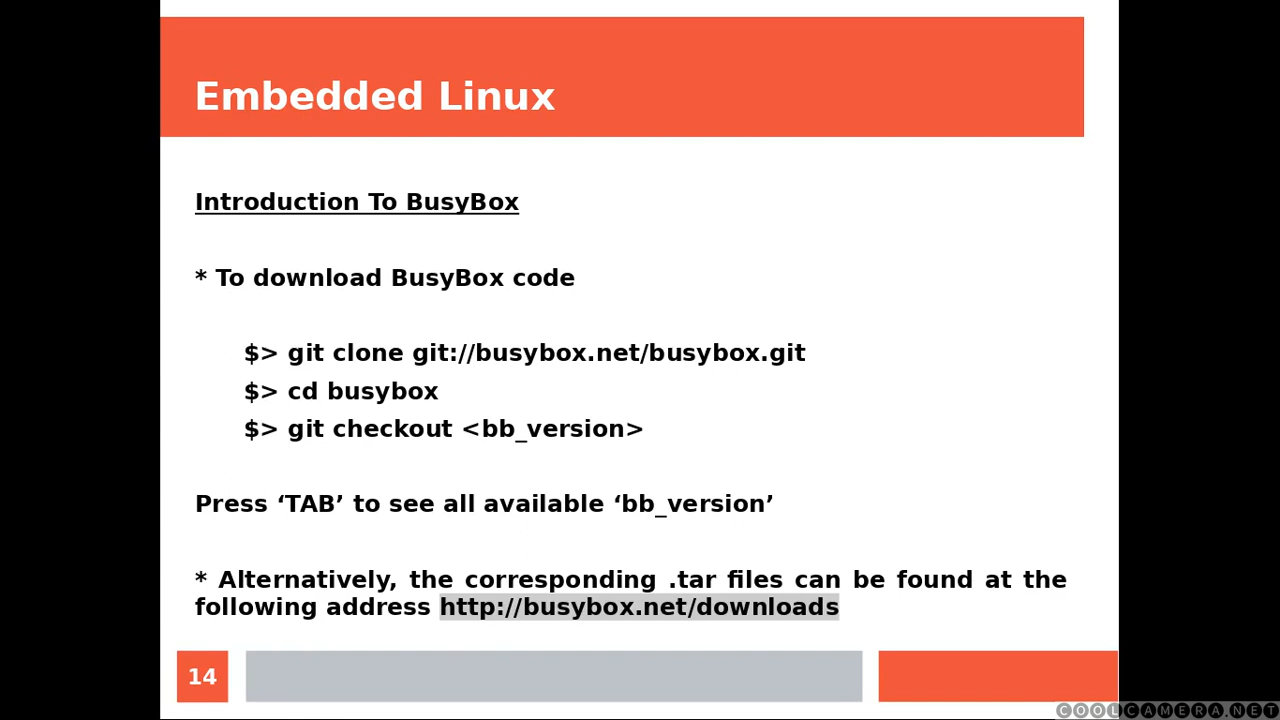 Embedded Linux
Introduction To BusyBox
* To download BusyBox code
$> git clone git://busybox.net/busybox.git
$> cd busybox
$> git checkout <bb_version>
Press ‘TAB’ to see all available ‘bb_version’
* Alternatively, the corresponding .tar files can be found at the
following address http://busybox.net/downloads
14
COOLCAMERA.NET